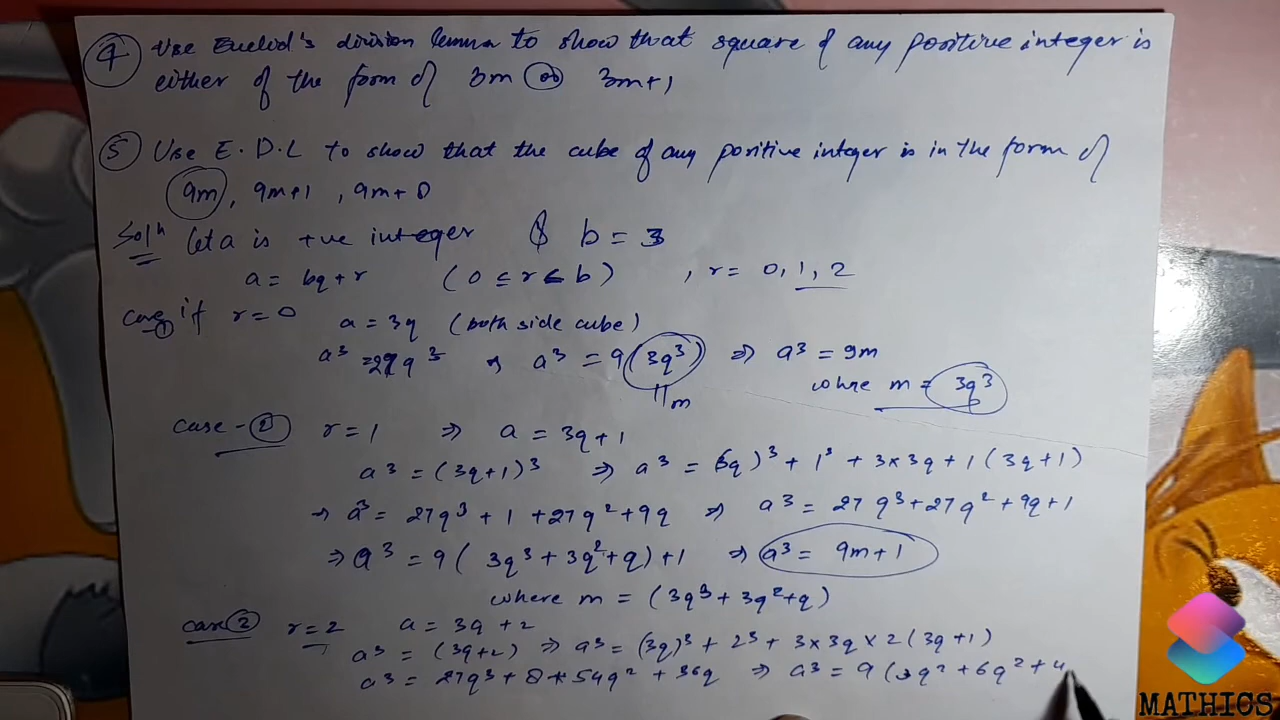 ④ Use Euclid's division lemma to show that square of any positive integer is
either of the form of 3m or 3m+1
⑤ Use E.D.L to show that the cube of any positive integer is in the form of
9m, 9m+1, 9m+8
Solⁿ let a is +ve integer & b = 3
a = bq + r (0 ≤ r < b), r = 0, 1, 2
Case ① if r = 0 a = 3q (both side cube)
a³ = 27q³ ⇒ a³ = 9(3q³) ⇒ a³ = 9m
= m where m = 3q³
case - ② r = 1 ⇒ a = 3q+1
a³ = (3q+1)³ ⇒ a³ = (3q)³ + 1³ + 3×3q+1(3q+1)
→ a³ = 27q³ + 1 + 27q² + 9q ⇒ a³ = 27q³ + 27q² + 9q + 1
⇒ a³ = 9(3q³ + 3q² + q) + 1 ⇒ a³ = 9m+1
where m = (3q³ + 3q² + q)
case ② r = 2 a = 3q + 2
a³ = (3q+2) ⇒ a³ = (3q)³ + 2³ + 3×3q×2(3q+1)
a³ = 27q³ + 8 + 54q² + 36q ⇒ a³ = 9(3q² + 6q² + 4
MATHICS